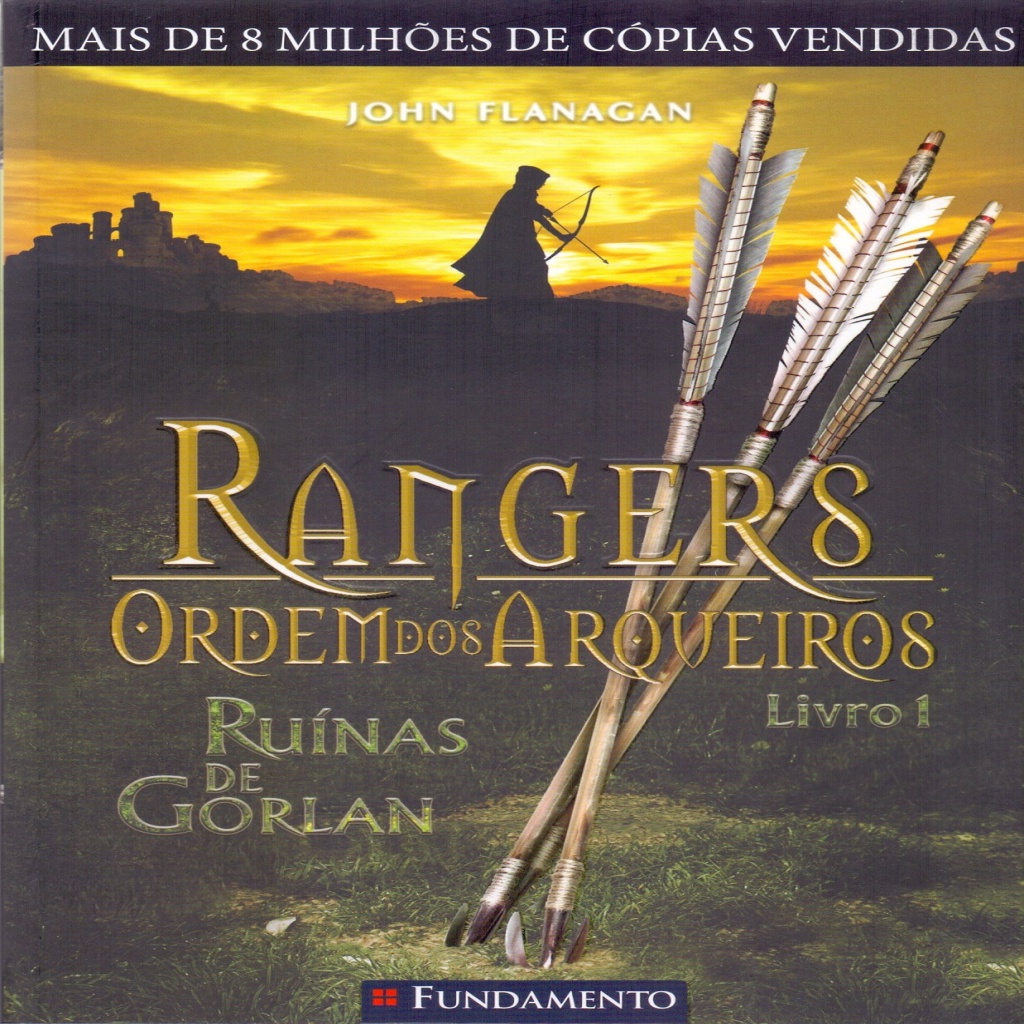 MAIS DE 8 MILHÕES DE CÓPIAS VENDIDAS
JOHN FLANAGAN
RANGERS
ORDEM DOS ARQUEIROS
Livro 1
RUÍNAS
DE
GORLAN
FUNDAMENTO